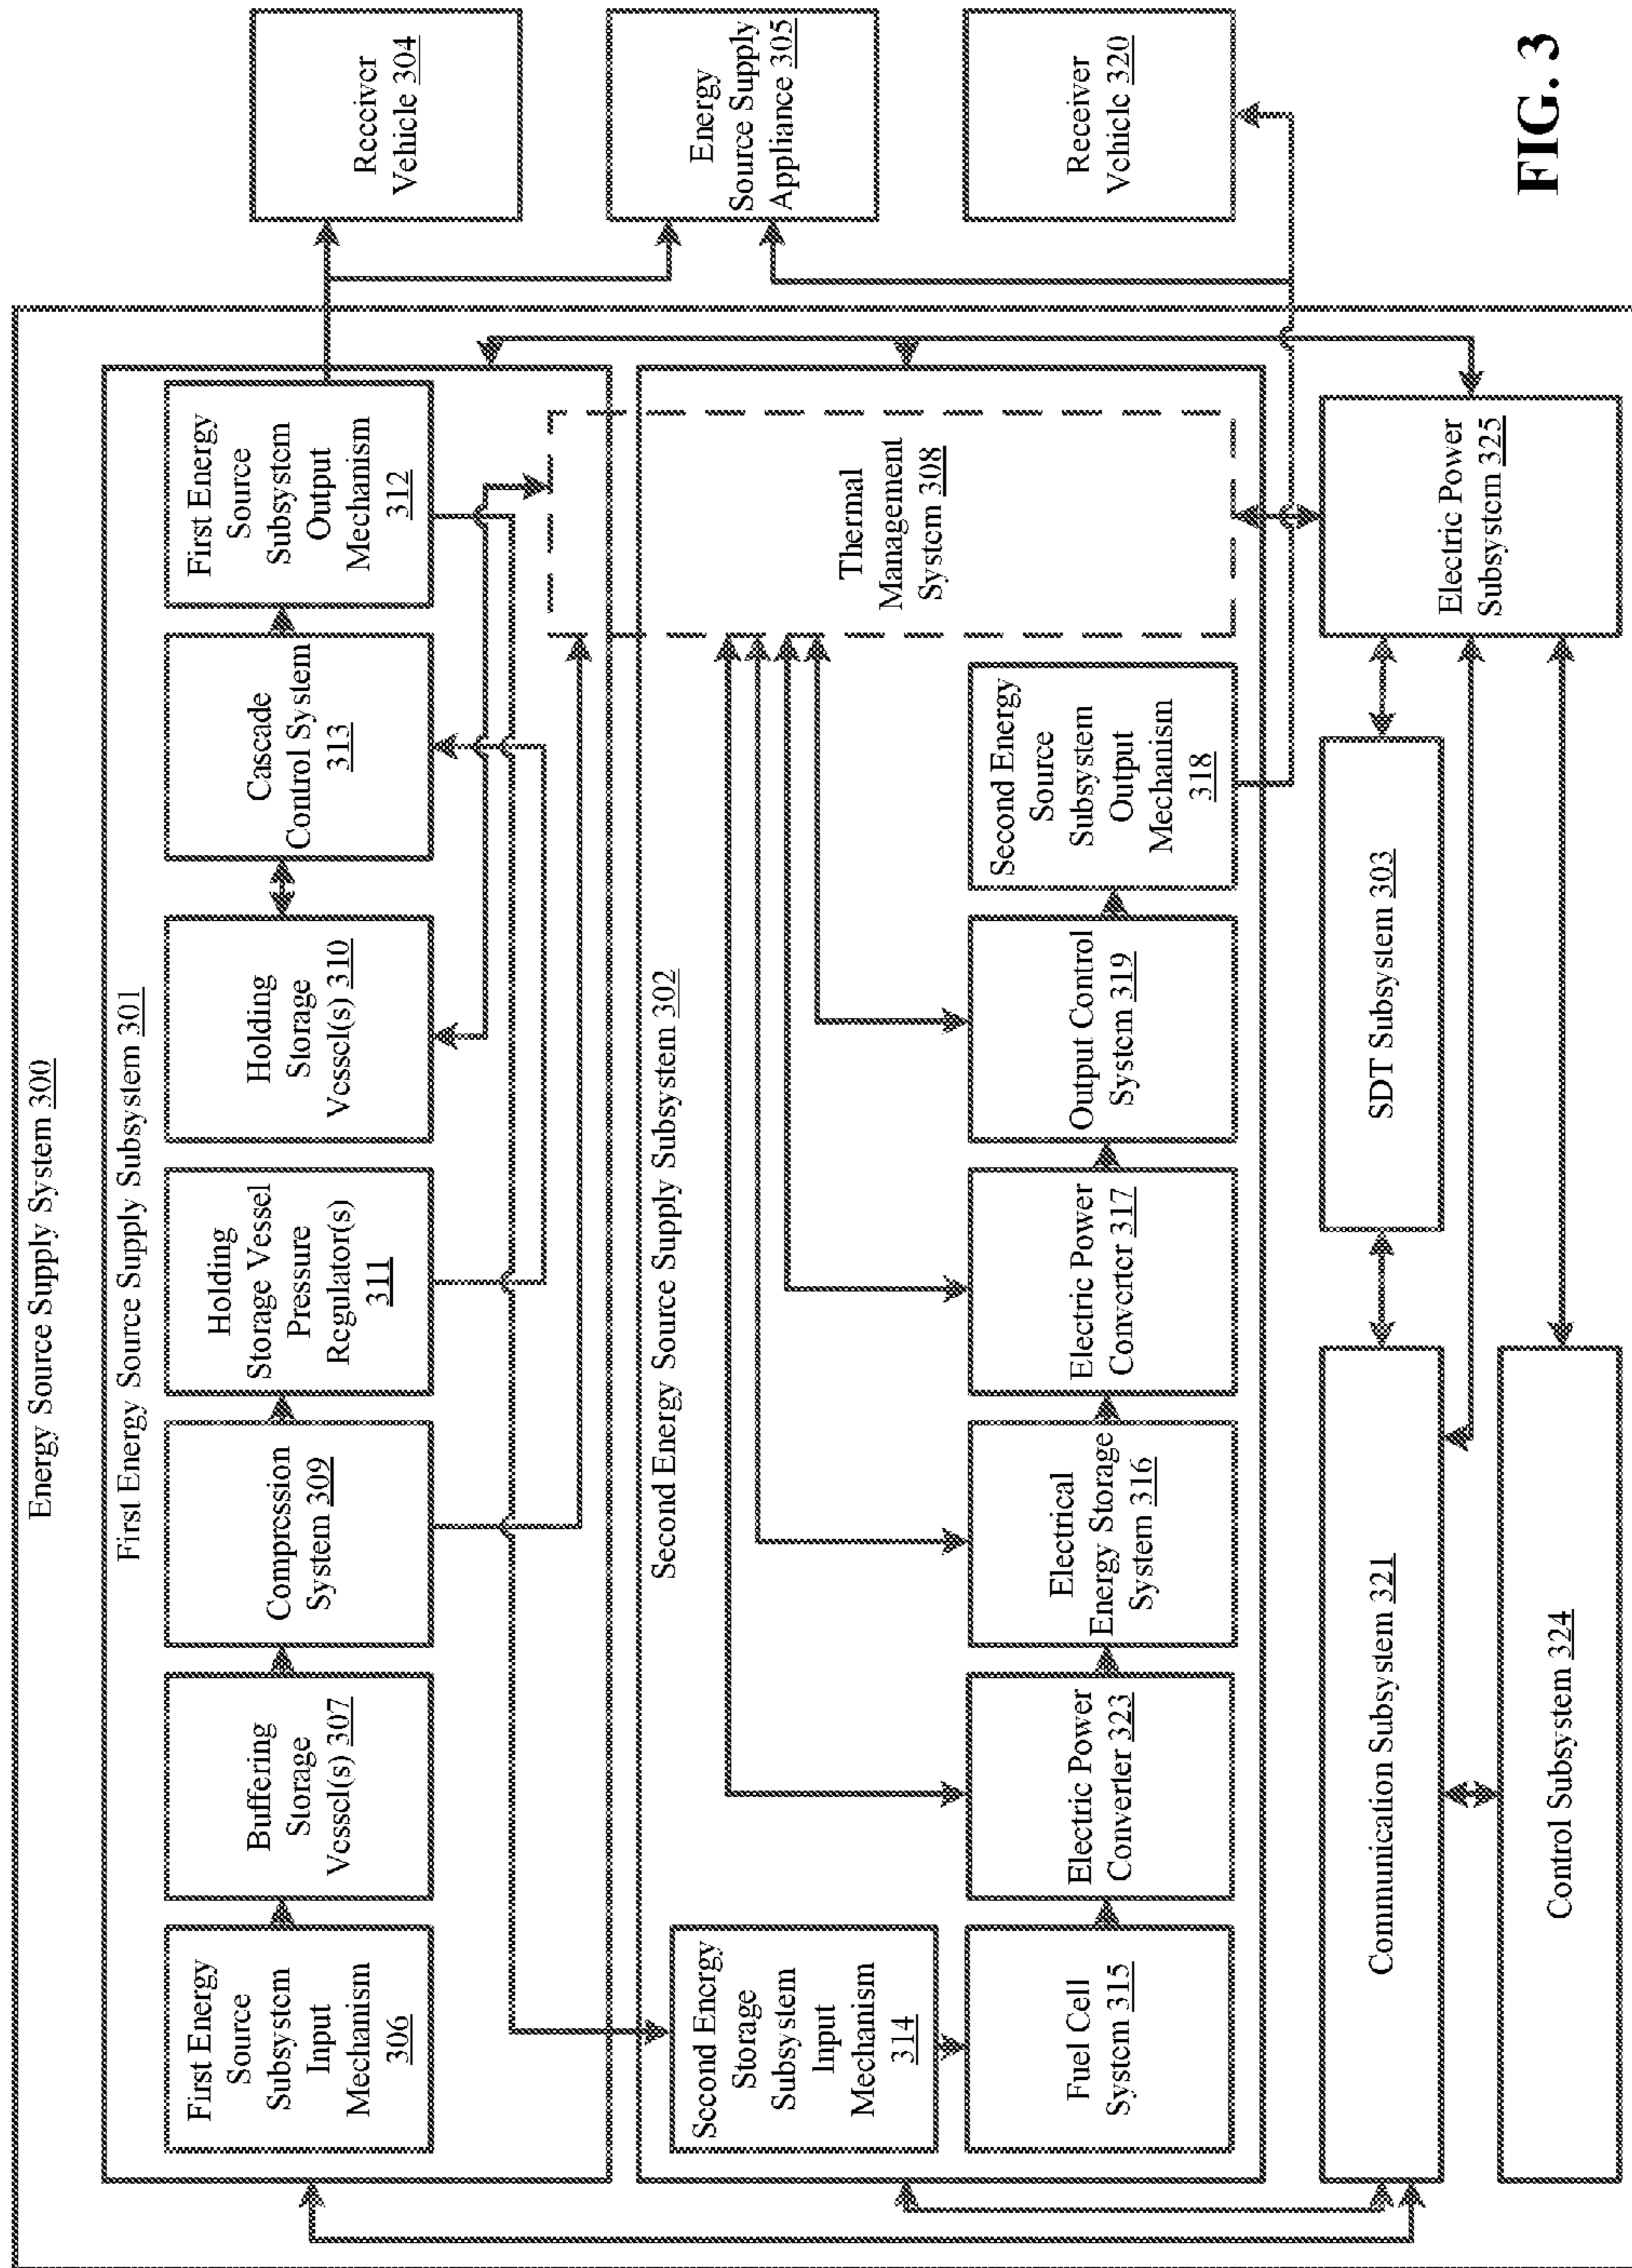 Energy Source Supply System 300
First Energy Source Supply Subsystem 301
First Energy
Source
Subsystem
Input
Mechanism
306
Buffering
Storage
Vessel(s) 307
Compression
System 309
Holding
Storage Vessel
Pressure
Regulator(s)
311
Holding
Storage
Vessel(s) 310
Cascade
Control System
313
First Energy
Source
Subsystem
Output
Mechanism
312
Receiver
Vehicle 304
Energy
Source Supply
Appliance 305
Receiver
Vehicle 320
Second Energy Source Supply Subsystem 302
Second Energy
Storage
Subsystem
Input
Mechanism
314
Thermal
Management
System 308
Fuel Cell
System 315
Electric Power
Converter 323
Electrical
Energy Storage
System 316
Electric Power
Converter 317
Output Control
System 319
Second Energy
Source
Subsystem
Output
Mechanism
318
Communication Subsystem 321
SDT Subsystem 303
Electric Power
Subsystem 325
Control Subsystem 324
FIG. 3